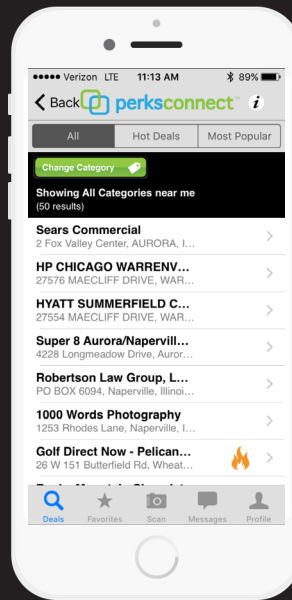 Verizon LTE 11:13 AM 89%
Back perksconnect™ i
All Hot Deals Most Popular
Change Category
Showing All Categories near me
(50 results)
Sears Commercial
2 Fox Valley Center, AURORA, I...
HP CHICAGO WARRENV...
27576 MAECLIFF DRIVE, WAR...
HYATT SUMMERFIELD C...
27554 MAECLIFF DRIVE, WAR...
Super 8 Aurora/Napervill...
4228 Longmeadow Drive, Auror...
Robertson Law Group, L...
PO BOX 6094, Naperville, Illinoi...
1000 Words Photography
1253 Rhodes Lane, Naperville, I...
Golf Direct Now - Pelican...
26 W 151 Butterfield Rd, Wheat...
Deals Favorites Scan Messages Profile